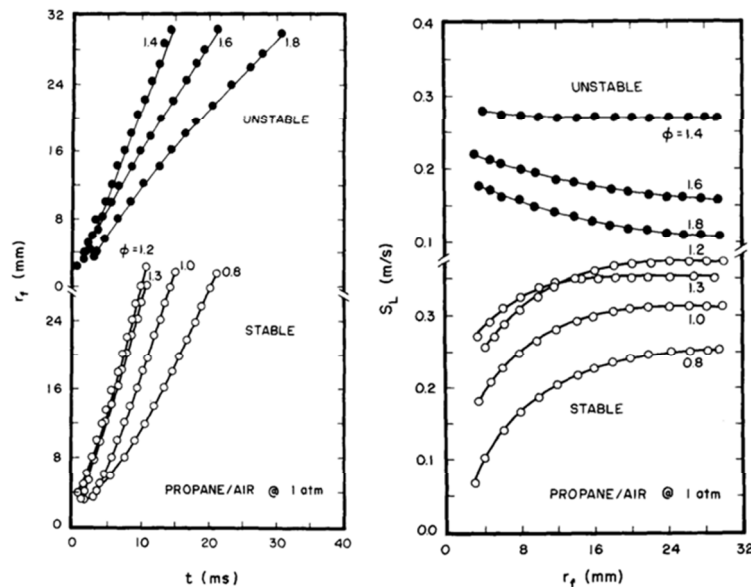 32
24
16
8
0
32
24
16
8
0
r_f (mm)
1.4
1.6
1.8
UNSTABLE
ϕ=1.2
1.3
1.0
0.8
STABLE
PROPANE/AIR @ 1 atm
0 10 20 30 40
t (ms)
0.4
0.3
0.2
0.1
0.3
0.2
0.1
0.0
S_L (m/s)
UNSTABLE
ϕ=1.4
1.6
1.8
1.2
1.3
1.0
0.8
STABLE
PROPANE/AIR @ 1 atm
0 8 16 24 32
r_f (mm)